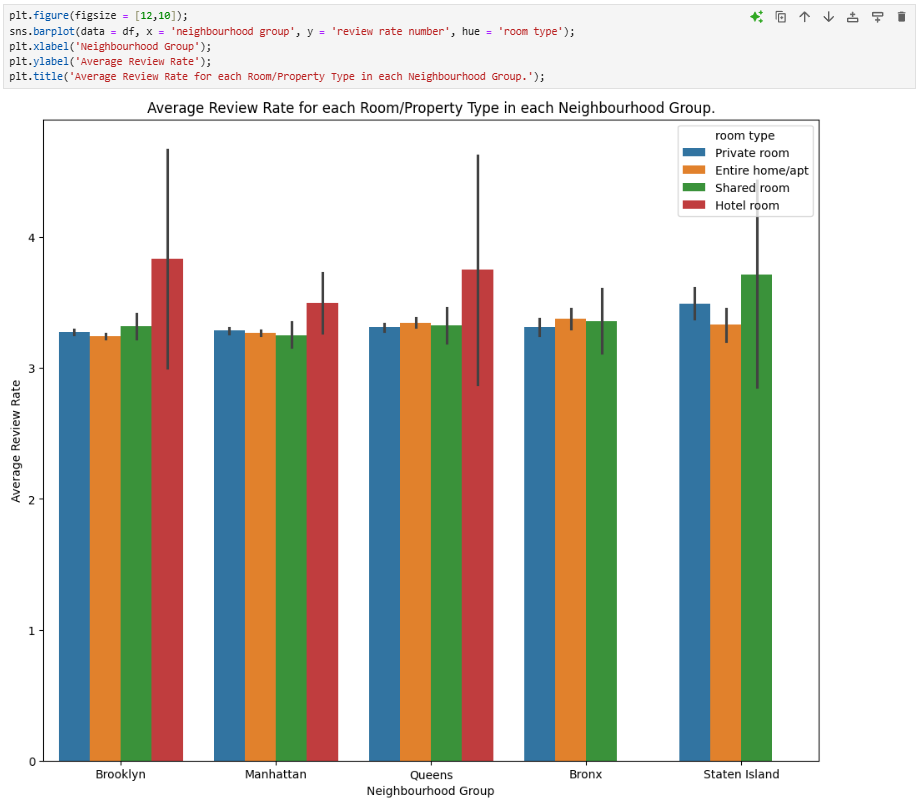 plt.figure(figsize = [12,10]);
sns.barplot(data = df, x = 'neighbourhood group', y = 'review rate number', hue = 'room type');
plt.xlabel('Neighbourhood Group');
plt.ylabel('Average Review Rate');
plt.title('Average Review Rate for each Room/Property Type in each Neighbourhood Group.');
Average Review Rate for each Room/Property Type in each Neighbourhood Group.
room type
Private room
Entire home/apt
Shared room
Hotel room
4
3
2
1
0
Average Review Rate
Brooklyn
Manhattan
Queens
Bronx
Staten Island
Neighbourhood Group